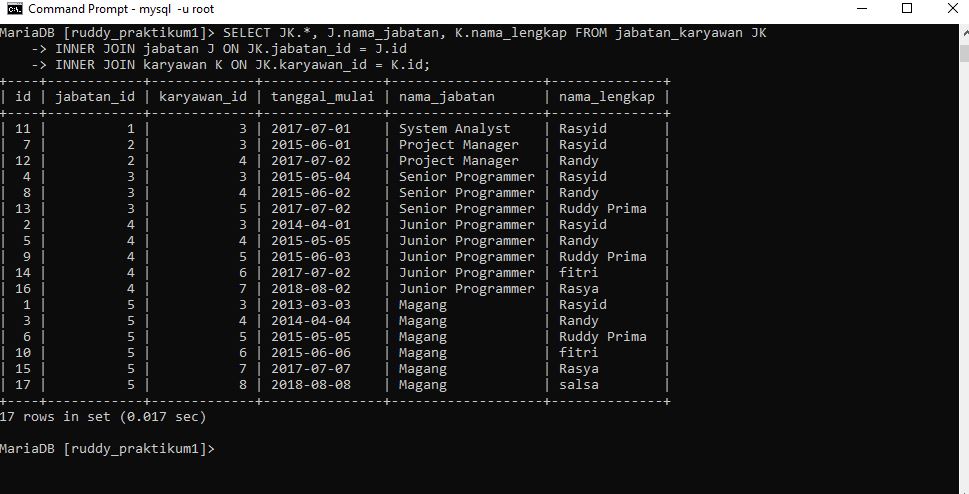 Command Prompt - mysql  -u root
MariaDB [ruddy_praktikum1]> SELECT JK.*, J.nama_jabatan, K.nama_lengkap FROM jabatan_karyawan JK
    -> INNER JOIN jabatan J ON JK.jabatan_id = J.id
    -> INNER JOIN karyawan K ON JK.karyawan_id = K.id;
+----+------------+-------------+---------------+-------------------+--------------+
| id | jabatan_id | karyawan_id | tanggal_mulai | nama_jabatan      | nama_lengkap |
+----+------------+-------------+---------------+-------------------+--------------+
| 11 |          1 |           3 | 2017-07-01    | System Analyst    | Rasyid       |
|  7 |          2 |           3 | 2015-06-01    | Project Manager   | Rasyid       |
| 12 |          2 |           4 | 2017-07-02    | Project Manager   | Randy        |
|  4 |          3 |           3 | 2015-05-04    | Senior Programmer | Rasyid       |
|  8 |          3 |           4 | 2015-06-02    | Senior Programmer | Randy        |
| 13 |          3 |           5 | 2017-07-02    | Senior Programmer | Ruddy Prima  |
|  2 |          4 |           3 | 2014-04-01    | Junior Programmer | Rasyid       |
|  5 |          4 |           4 | 2015-05-05    | Junior Programmer | Randy        |
|  9 |          4 |           5 | 2015-06-03    | Junior Programmer | Ruddy Prima  |
| 14 |          4 |           6 | 2017-07-02    | Junior Programmer | fitri        |
| 16 |          4 |           7 | 2018-08-02    | Junior Programmer | Rasya        |
|  1 |          5 |           3 | 2013-03-03    | Magang            | Rasyid       |
|  3 |          5 |           4 | 2014-04-04    | Magang            | Randy        |
|  6 |          5 |           5 | 2015-05-05    | Magang            | Ruddy Prima  |
| 10 |          5 |           6 | 2015-06-06    | Magang            | fitri        |
| 15 |          5 |           7 | 2017-07-07    | Magang            | Rasya        |
| 17 |          5 |           8 | 2018-08-08    | Magang            | salsa        |
+----+------------+-------------+---------------+-------------------+--------------+
17 rows in set (0.017 sec)
MariaDB [ruddy_praktikum1]>